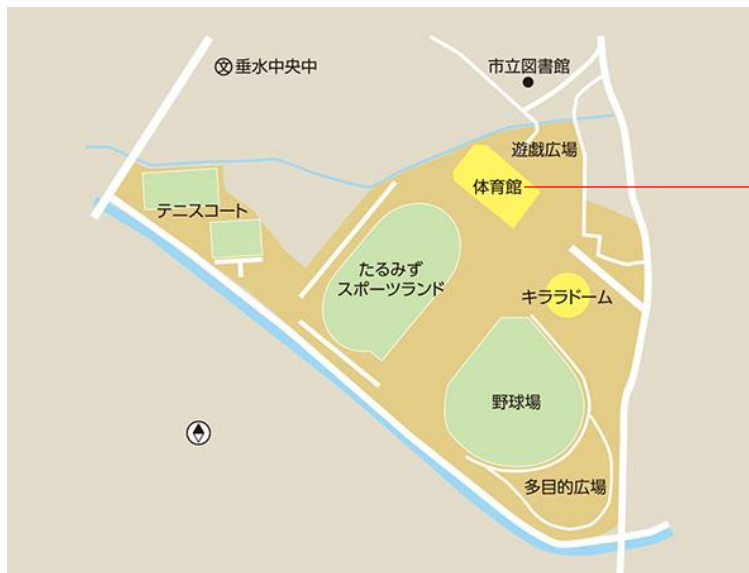 垂水中央中
市立図書館
遊戯広場
体育館
テニスコート
たるみず
スポーツランド
キララドーム
野球場
多目的広場